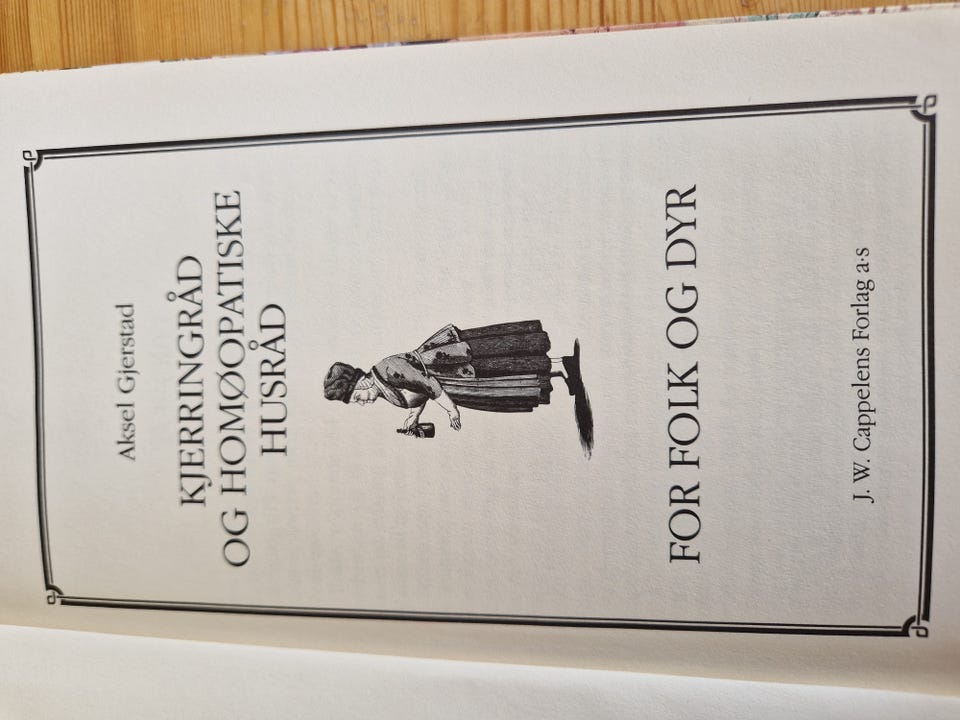 Aksel Gjerstad
KJERRINGRÅD
OG HOMØOPATISKE
HUSRÅD
FOR FOLK OG DYR
J. W. Cappelens Forlag a·s